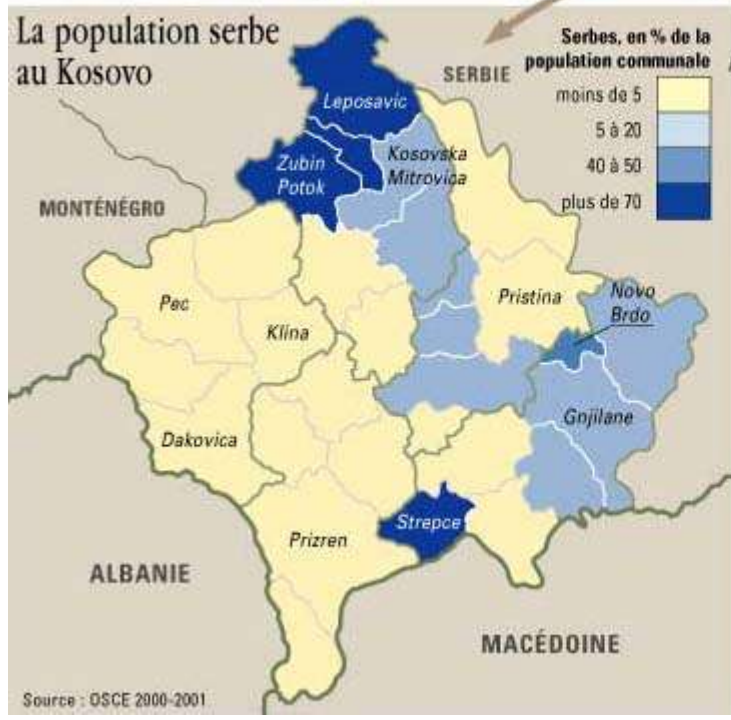 La population serbe
au Kosovo
Serbes, en % de la
population communale
moins de 5
5 à 20
40 à 50
plus de 70
SERBIE
Leposavic
Zubin
Potok
Kosovska
Mitrovica
MONTÉNÉGRO
Pec
Klina
Pristina
Novo
Brdo
Gnjilane
Dakovica
Strepce
Prizren
ALBANIE
MACÉDOINE
Source : OSCE 2000-2001